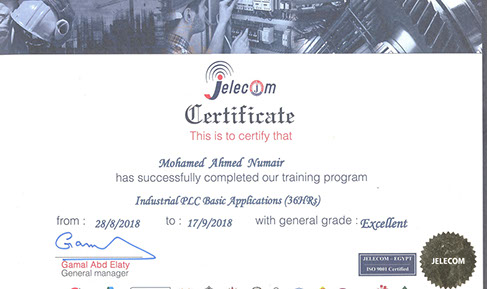 Jelecom
Certificate
This is to certify that
Mohamed Ahmed Numair
has successfully completed our training program
Industrial PLC Basic Applications (36HRs)
from : 28/8/2018 to : 17/9/2018 with general grade : Excellent
Gamal Abd Elaty
General manager
JELECOM - EGYPT
ISO 9001 Certified
JELECOM